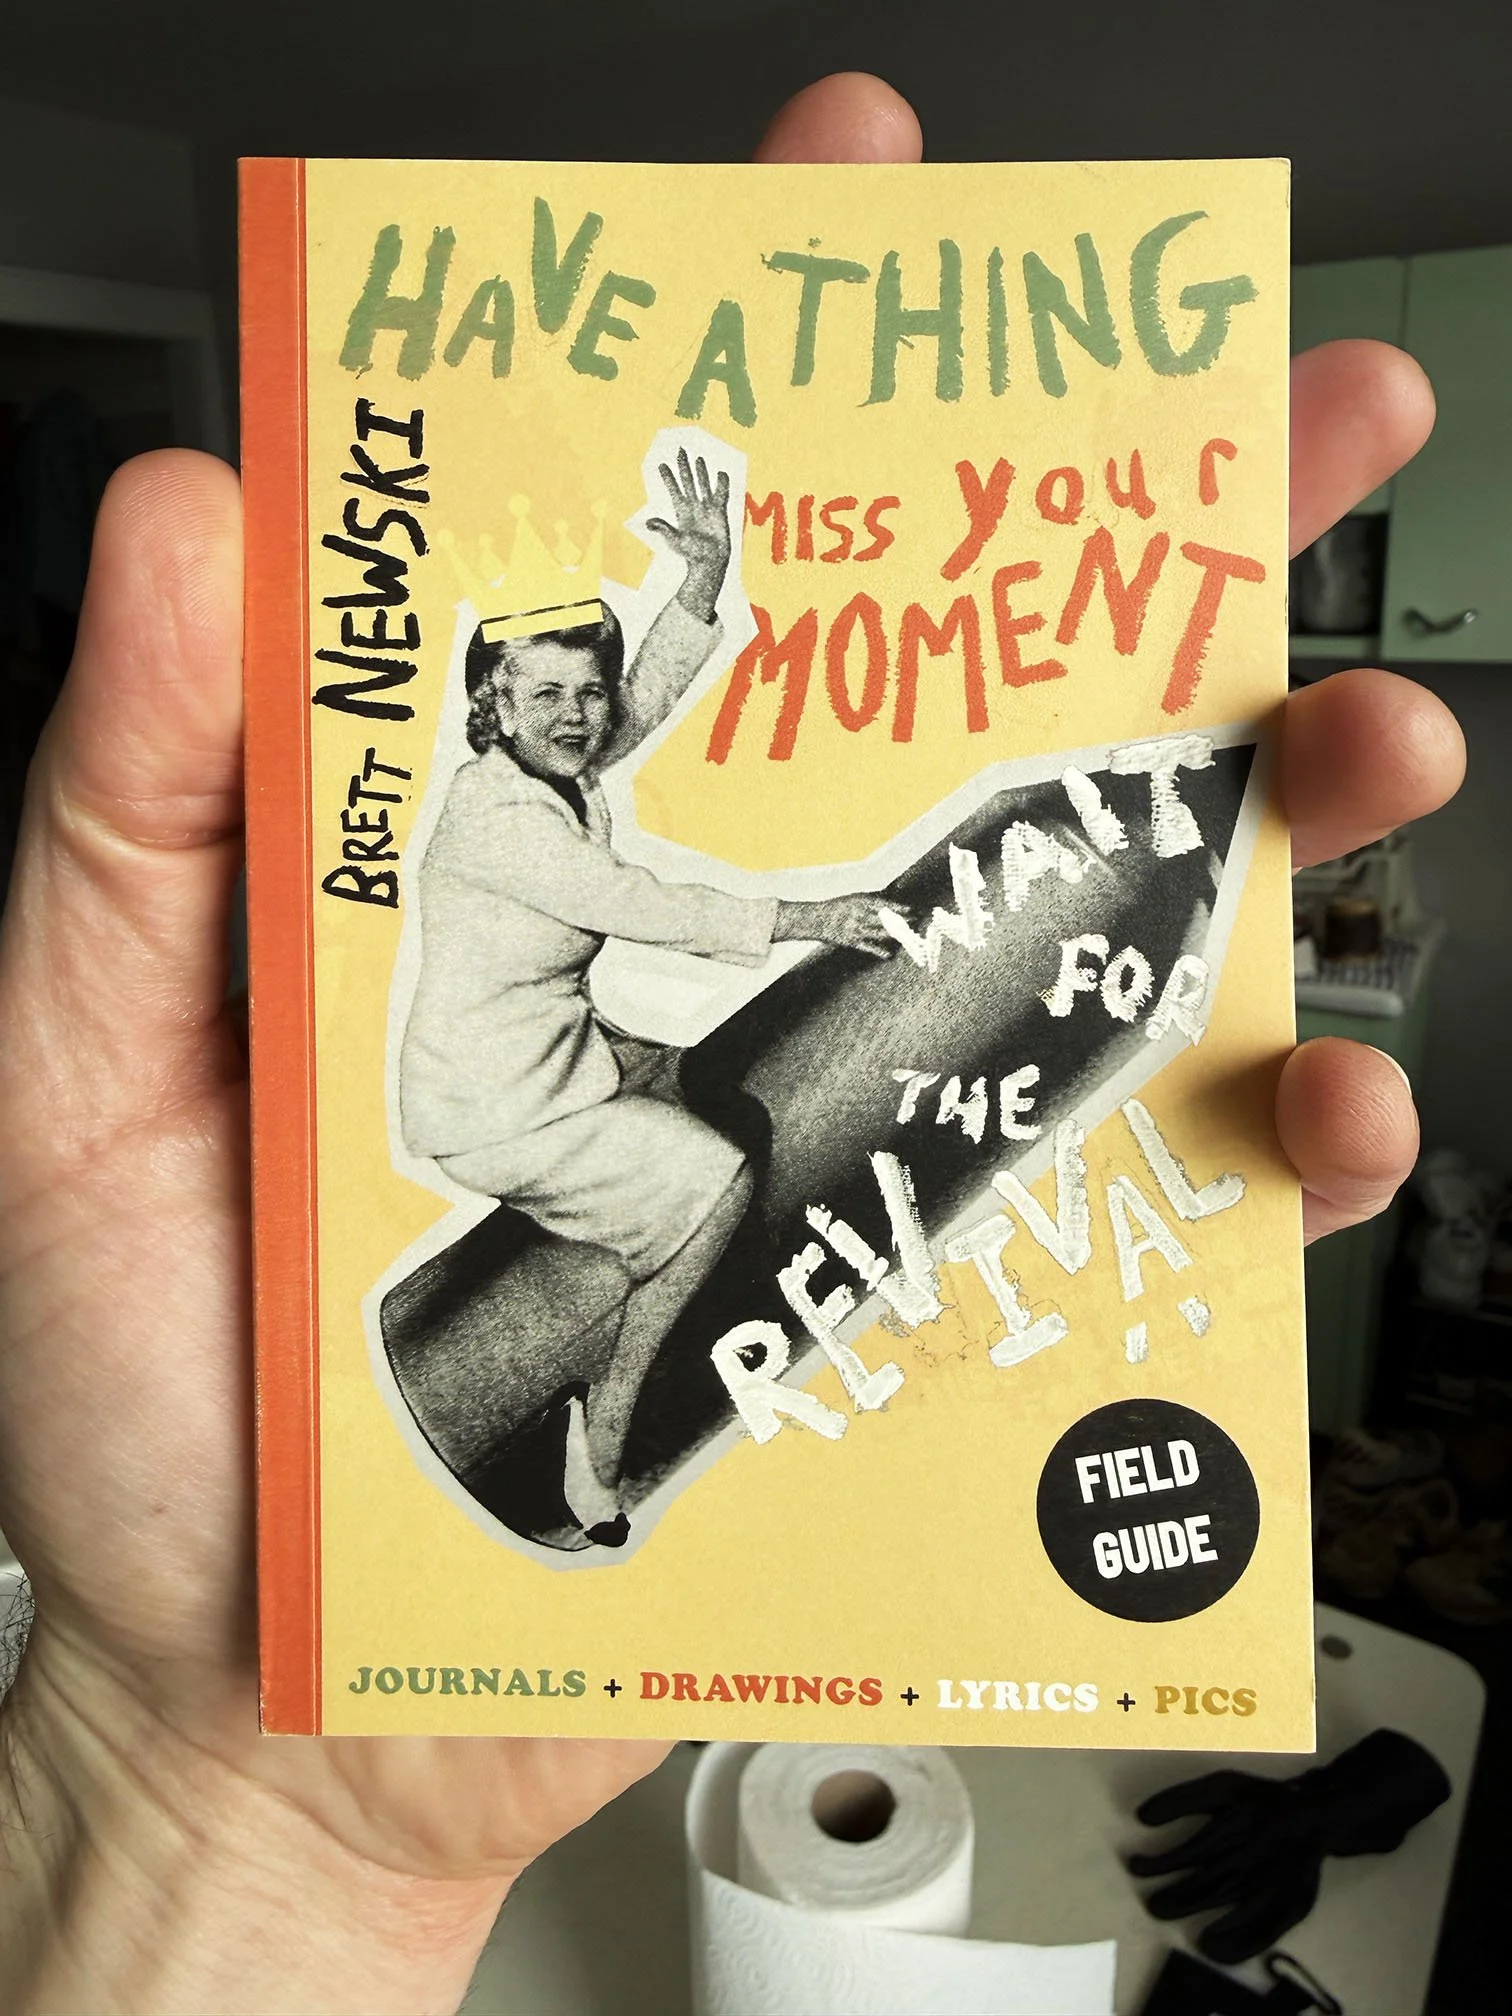 HAVE A THING
MISS your
MOMENT
BRETT NEWSKI
WAIT
FOR
THE
REVIVAL!
FIELD
GUIDE
JOURNALS + DRAWINGS + LYRICS + PICS